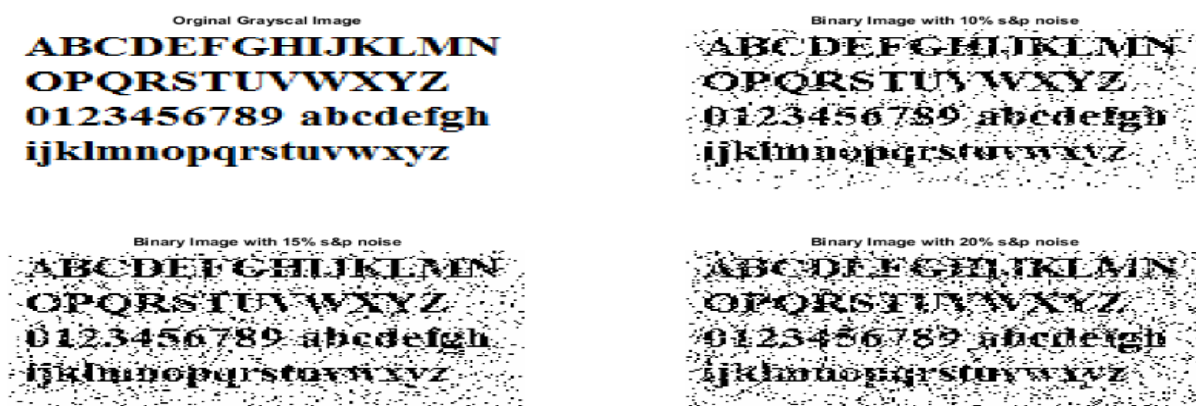 Orginal Grayscal Image
ABCDEFGHIJKLMN
OPQRSTUVWXYZ
0123456789 abcdefgh
ijklmnopqrstuvwxyz
Binary Image with 10% s&p noise
ABCDEFGHIJKLMN
OPQRSTUVWXYZ
0123456789 abcdefgh
ijklmnopqrstuvwxyz
Binary Image with 15% s&p noise
ABCDEFGHIJKLMN
OPQRSTUVWXYZ
0123456789 abcdefgh
ijklmnopqrstuvwxyz
Binary Image with 20% s&p noise
ABCDEFGHIJKLMN
OPQRSTUVWXYZ
0123456789 abcdefgh
ijklmnopqrstuvwxyz